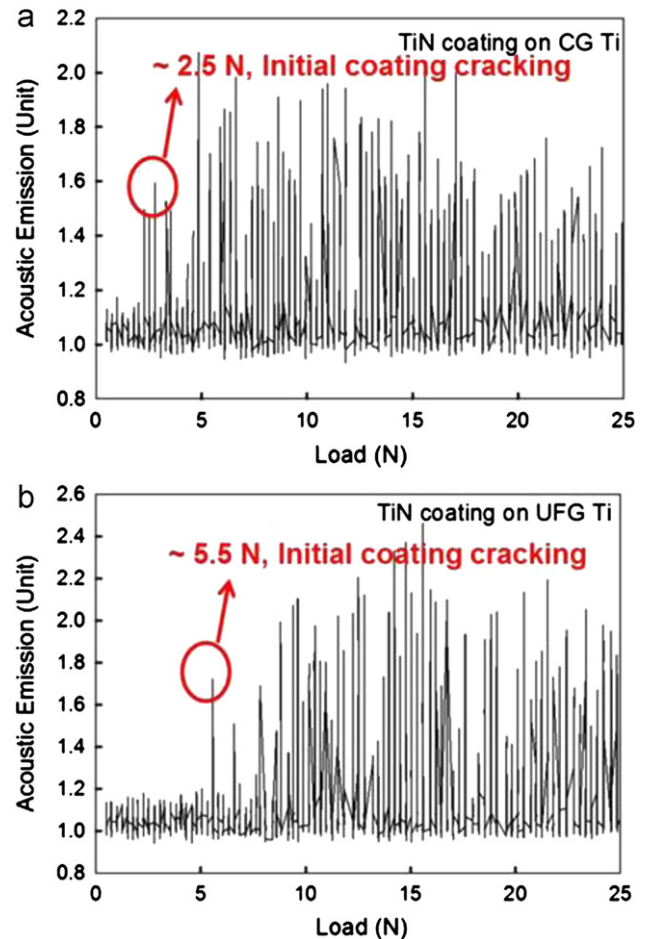 a
2.2
TiN coating on CG Ti
2.0
~ 2.5 N, Initial coating cracking
1.8
1.6
1.4
1.2
1.0
0.8
Acoustic Emission (Unit)
0 5 10 15 20 25
Load (N)
b
2.6
TiN coating on UFG Ti
2.4
~ 5.5 N, Initial coating cracking
2.2
2.0
1.8
1.6
1.4
1.2
1.0
0.8
Acoustic Emission (Unit)
0 5 10 15 20 25
Load (N)